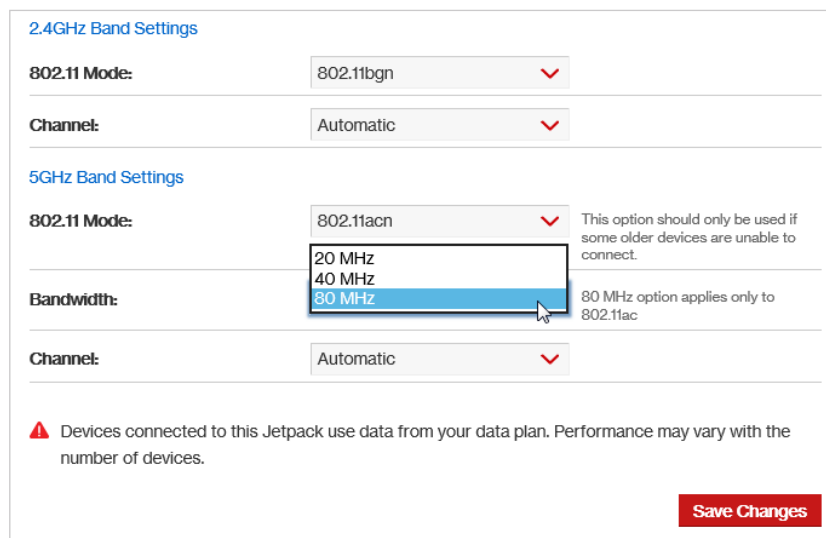 2.4GHz Band Settings
802.11 Mode:
802.11bgn
Channel:
Automatic
5GHz Band Settings
802.11 Mode:
802.11acn
This option should only be used if
some older devices are unable to
connect.
20 MHz
40 MHz
80 MHz
Bandwidth:
80 MHz option applies only to
802.11ac
Channel:
Automatic
Devices connected to this Jetpack use data from your data plan. Performance may vary with the
number of devices.
Save Changes